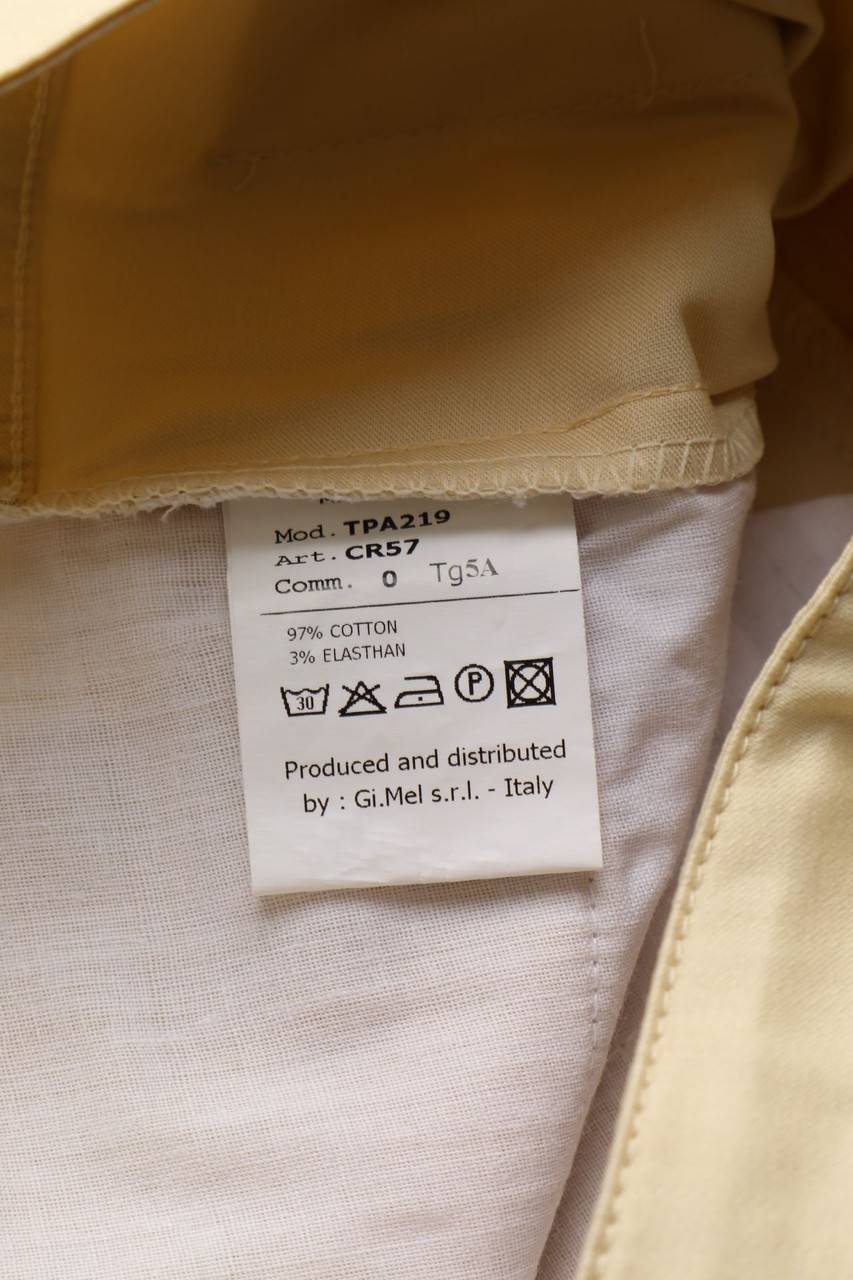 Mod. TPA219
Art. CR57
Comm. 0 Tg5A
97% COTTON
3% ELASTHAN
30 P
Produced and distributed
by : Gi.Mel s.r.l. - Italy